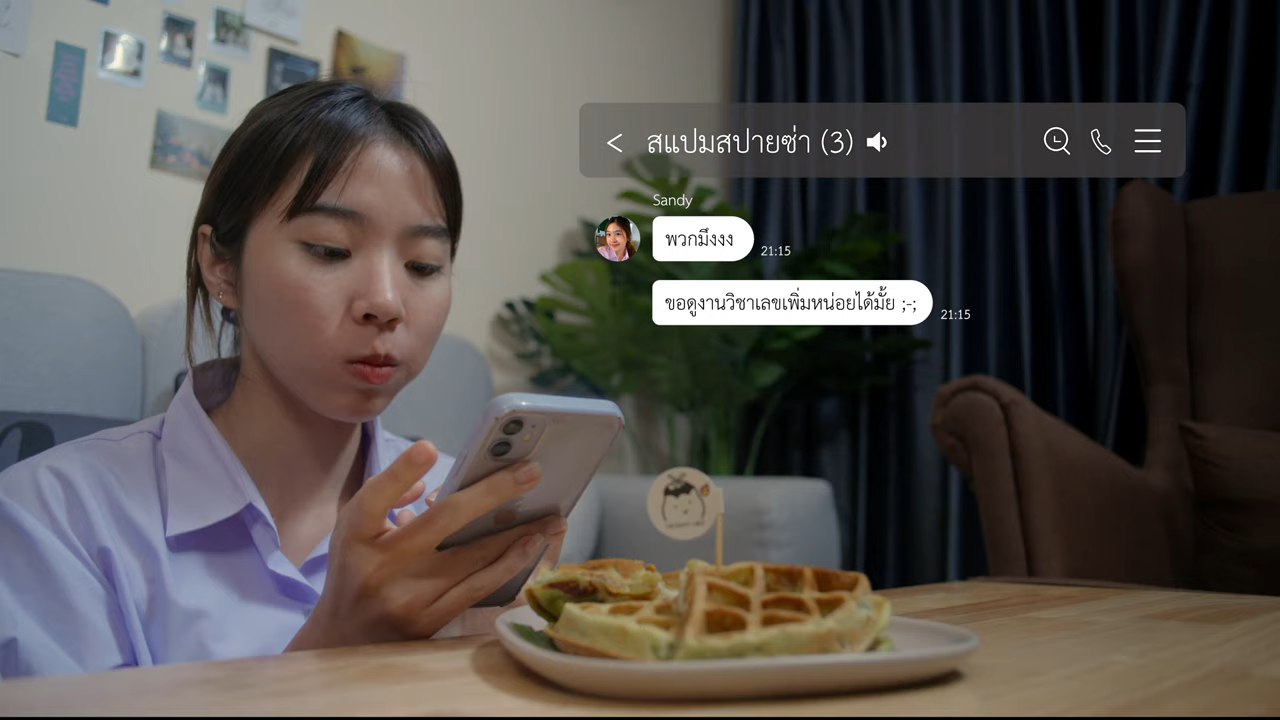 สแปมสปายซ่า (3)
Sandy
พวกมึงงง
21:15
ขอดูงานวิชาเลขเพิ่มหน่อยได้มั้ย ;-;
21:15